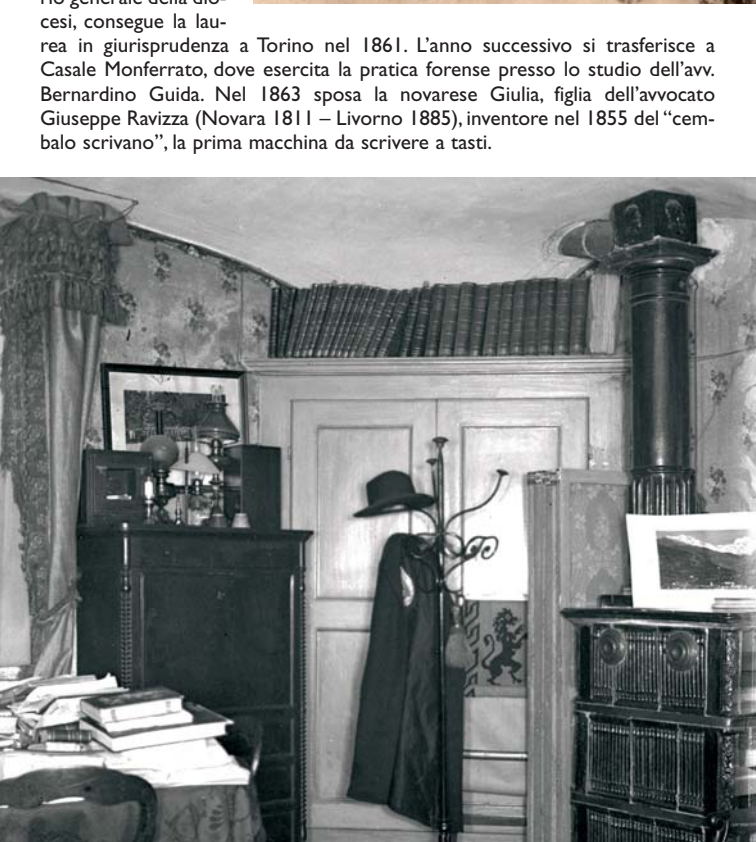 rio generale della dio-
cesi, consegue la lau-
rea in giurisprudenza a Torino nel 1861. L’anno successivo si trasferisce a
Casale Monferrato, dove esercita la pratica forense presso lo studio dell’avv.
Bernardino Guida. Nel 1863 sposa la novarese Giulia, figlia dell’avvocato
Giuseppe Ravizza (Novara 1811 – Livorno 1885), inventore nel 1855 del “cem-
balo scrivano”, la prima macchina da scrivere a tasti.